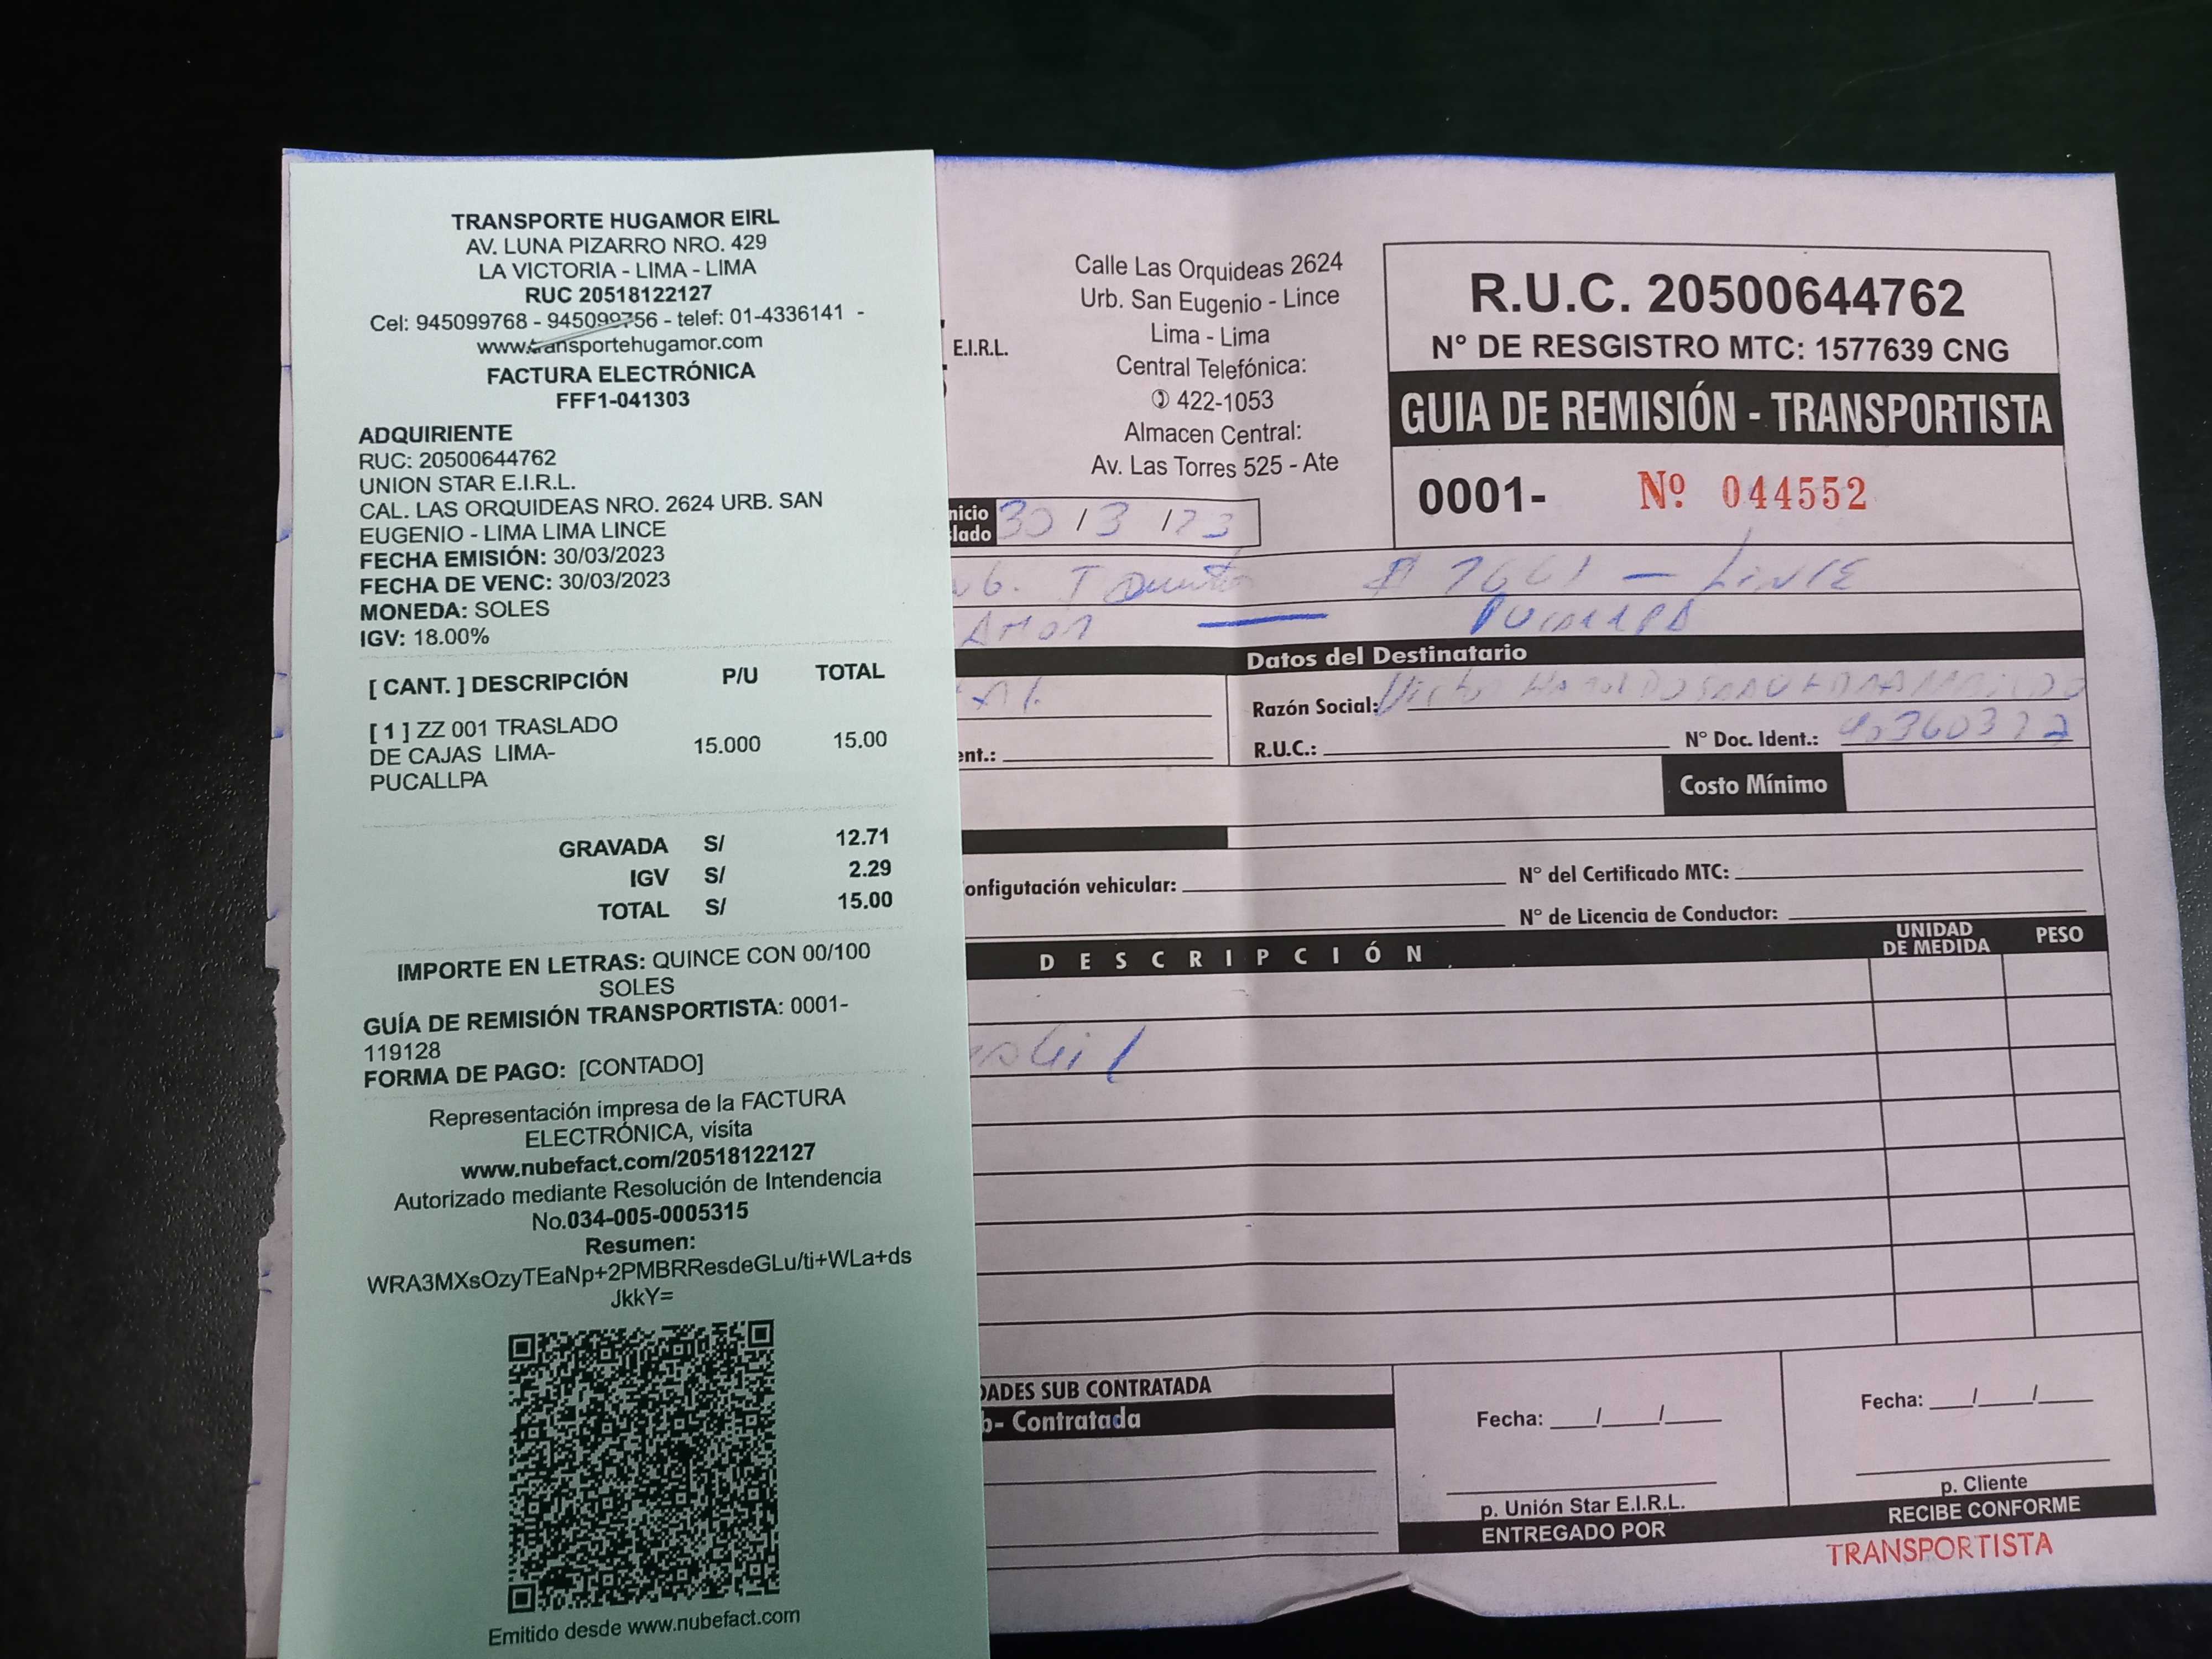 TRANSPORTE HUGAMOR EIRL
AV. LUNA PIZARRO NRO. 429
LA VICTORIA - LIMA - LIMA
RUC 20518122127
Cel: 945099768 - 945099756 - telef: 01-4336141 -
www.transportehugamor.com
FACTURA ELECTRÓNICA
FFF1-041303
ADQUIRIENTE
RUC: 20500644762
UNION STAR E.I.R.L.
CAL. LAS ORQUIDEAS NRO. 2624 URB. SAN
EUGENIO - LIMA LIMA LINCE
FECHA EMISIÓN: 30/03/2023
FECHA DE VENC: 30/03/2023
MONEDA: SOLES
IGV: 18.00%
[ CANT. ] DESCRIPCIÓN P/U TOTAL
[ 1 ] ZZ 001 TRASLADO
DE CAJAS LIMA- 15.000 15.00
PUCALLPA
GRAVADA S/ 12.71
IGV S/ 2.29
TOTAL S/ 15.00
IMPORTE EN LETRAS: QUINCE CON 00/100
SOLES
GUÍA DE REMISIÓN TRANSPORTISTA: 0001-
119128
FORMA DE PAGO: [CONTADO]
Representación impresa de la FACTURA
ELECTRÓNICA, visita
www.nubefact.com/20518122127
Autorizado mediante Resolución de Intendencia
No.034-005-0005315
Resumen:
WRA3MXsOzyTEaNp+2PMBRResdeGLu/ti+WLa+ds
JkkY=
Emitido desde www.nubefact.com
E.I.R.L.
Calle Las Orquideas 2624
Urb. San Eugenio - Lince
Lima - Lima
Central Telefónica:
422-1053
Almacen Central:
Av. Las Torres 525 - Ate
R.U.C. 20500644762
N° DE RESGISTRO MTC: 1577639 CNG
GUIA DE REMISIÓN - TRANSPORTISTA
0001- Nº 044552
nicio
lado 30 / 3 / 23
LINCE
AMOR — PUCALLPA
Datos del Destinatario
Razón Social: Victor
ent.: R.U.C.: N° Doc. Ident.:
Costo Mínimo
onfigutación vehicular: N° del Certificado MTC:
N° de Licencia de Conductor:
DESCRIPCIÓN UNIDAD DE MEDIDA PESO
DADES SUB CONTRATADA
b- Contratada
Fecha: / /
p. Unión Star E.I.R.L.
ENTREGADO POR
Fecha: / /
p. Cliente
RECIBE CONFORME
TRANSPORTISTA